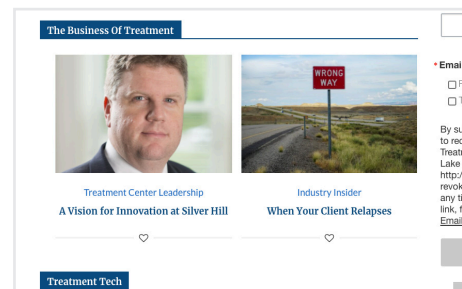 The Business Of Treatment
WRONG
WAY
Treatment Center Leadership
A Vision for Innovation at Silver Hill
Industry Insider
When Your Client Relapses
Treatment Tech
* Emai
By su
to rec
Treatm
Lake
http:/
revok
any ti
link, f
Email